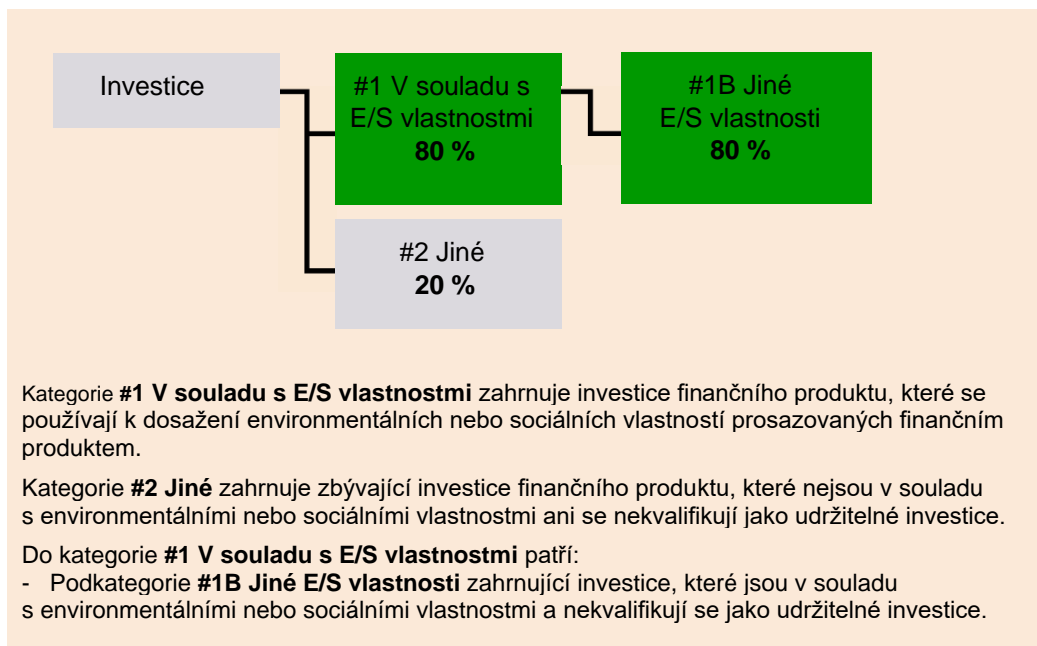 Investice
#1 V souladu s
E/S vlastnostmi
80 %
#1B Jiné
E/S vlastnosti
80 %
#2 Jiné
20 %
Kategorie #1 V souladu s E/S vlastnostmi zahrnuje investice finančního produktu, které se
používají k dosažení environmentálních nebo sociálních vlastností prosazovaných finančním
produktem.
Kategorie #2 Jiné zahrnuje zbývající investice finančního produktu, které nejsou v souladu
s environmentálními nebo sociálními vlastnostmi ani se nekvalifikují jako udržitelné investice.
Do kategorie #1 V souladu s E/S vlastnostmi patří:
- Podkategorie #1B Jiné E/S vlastnosti zahrnující investice, které jsou v souladu
s environmentálními nebo sociálními vlastnostmi a nekvalifikují se jako udržitelné investice.